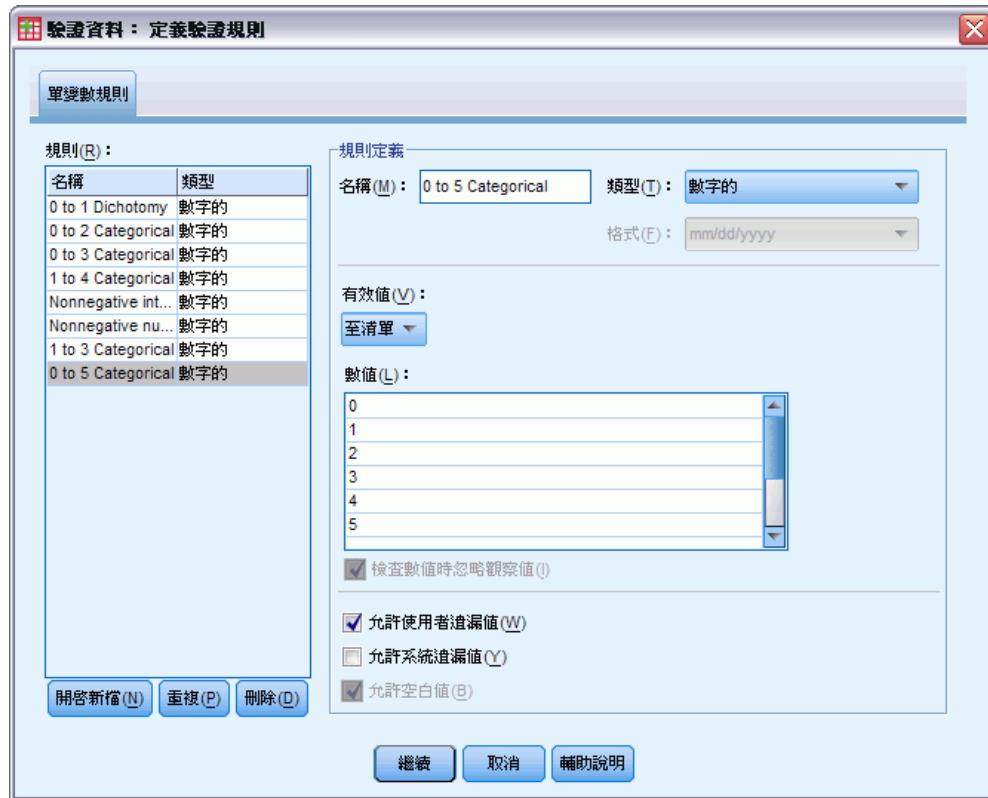 驗證資料：定義驗證規則
單變數規則
規則(R)：
名稱 類型
0 to 1 Dichotomy 數字的
0 to 2 Categorical 數字的
0 to 3 Categorical 數字的
1 to 4 Categorical 數字的
Nonnegative int... 數字的
Nonnegative nu... 數字的
1 to 3 Categorical 數字的
0 to 5 Categorical 數字的
開啓新檔(N) 重複(P) 刪除(D)
規則定義
名稱(M)： 0 to 5 Categorical 類型(T)： 數字的
格式(F)： mm/dd/yyyy
有效值(V)：
至清單
數值(L)：
0
1
2
3
4
5
檢查數值時忽略觀察值(I)
允許使用者遺漏值(W)
允許系統遺漏值(Y)
允許空白值(B)
繼續 取消 輔助說明